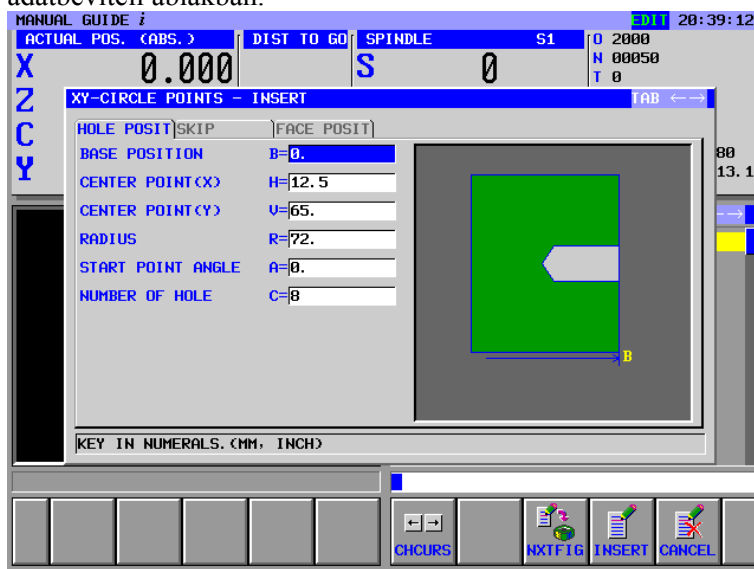 adatbeviteli ablakban.
MANUAL GUIDE i EDIT 20:39:12
ACTUAL POS. (ABS.) DIST TO GO SPINDLE S1 O 2000
X 0.000 S 0 N 00050
T 0
Z XY-CIRCLE POINTS - INSERT TAB ←→
C HOLE POSIT SKIP FACE POSIT
Y BASE POSITION B=0. 80
CENTER POINT(X) H=12.5 13.1
CENTER POINT(Y) V=65.
RADIUS R=72.
START POINT ANGLE A=0.
NUMBER OF HOLE C=8
B
KEY IN NUMERALS.(MM, INCH)
←→
CHCURS NXTFIG INSERT CANCEL